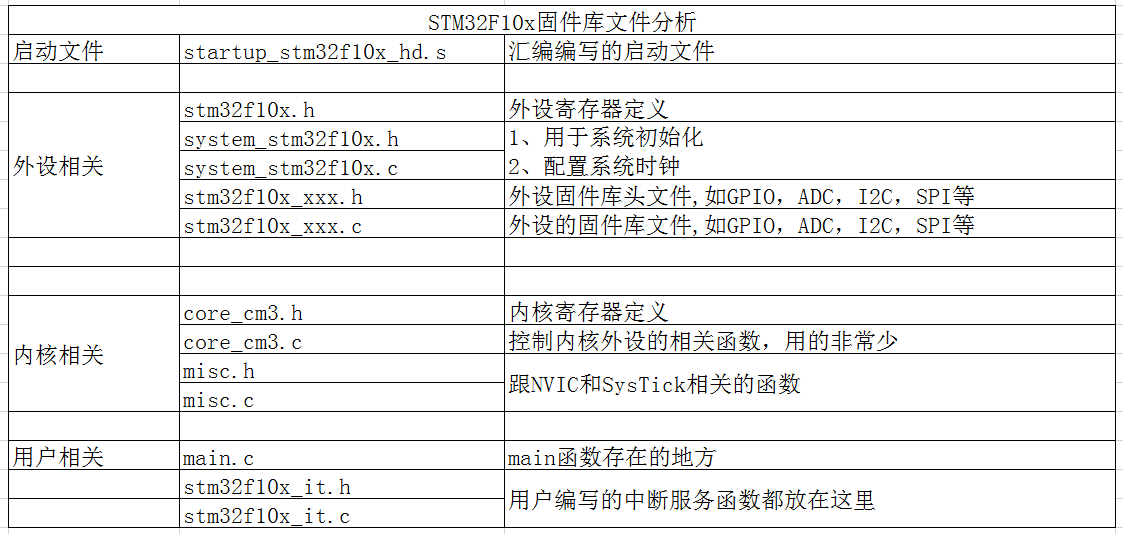 STM32F10x固件库文件分析
启动文件 startup_stm32f10x_hd.s 汇编编写的启动文件
stm32f10x.h 外设寄存器定义
system_stm32f10x.h 1、用于系统初始化
外设相关 system_stm32f10x.c 2、配置系统时钟
stm32f10x_xxx.h 外设固件库头文件,如GPIO，ADC，I2C，SPI等
stm32f10x_xxx.c 外设的固件库文件,如GPIO，ADC，I2C，SPI等
core_cm3.h 内核寄存器定义
内核相关 core_cm3.c 控制内核外设的相关函数，用的非常少
misc.h 跟NVIC和SysTick相关的函数
misc.c
用户相关 main.c main函数存在的地方
stm32f10x_it.h 用户编写的中断服务函数都放在这里
stm32f10x_it.c